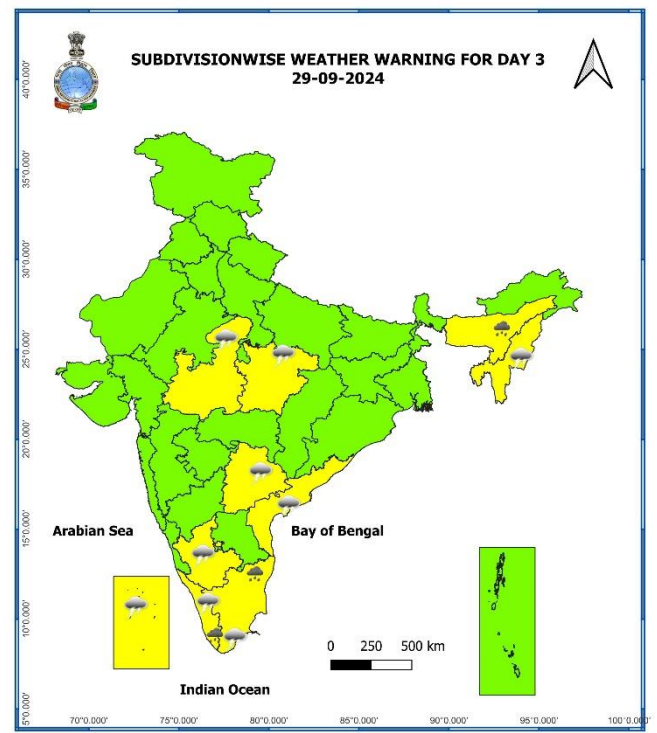 SUBDIVISIONWISE WEATHER WARNING FOR DAY 3
29-09-2024
40°0.000'
35°0.000'
30°0.000'
25°0.000'
20°0.000'
15°0.000'
10°0.000'
5°0.000'
Arabian Sea
Bay of Bengal
0 250 500 km
Indian Ocean
70°0.000' 75°0.000' 80°0.000' 85°0.000' 90°0.000' 95°0.000' 100°0.000'